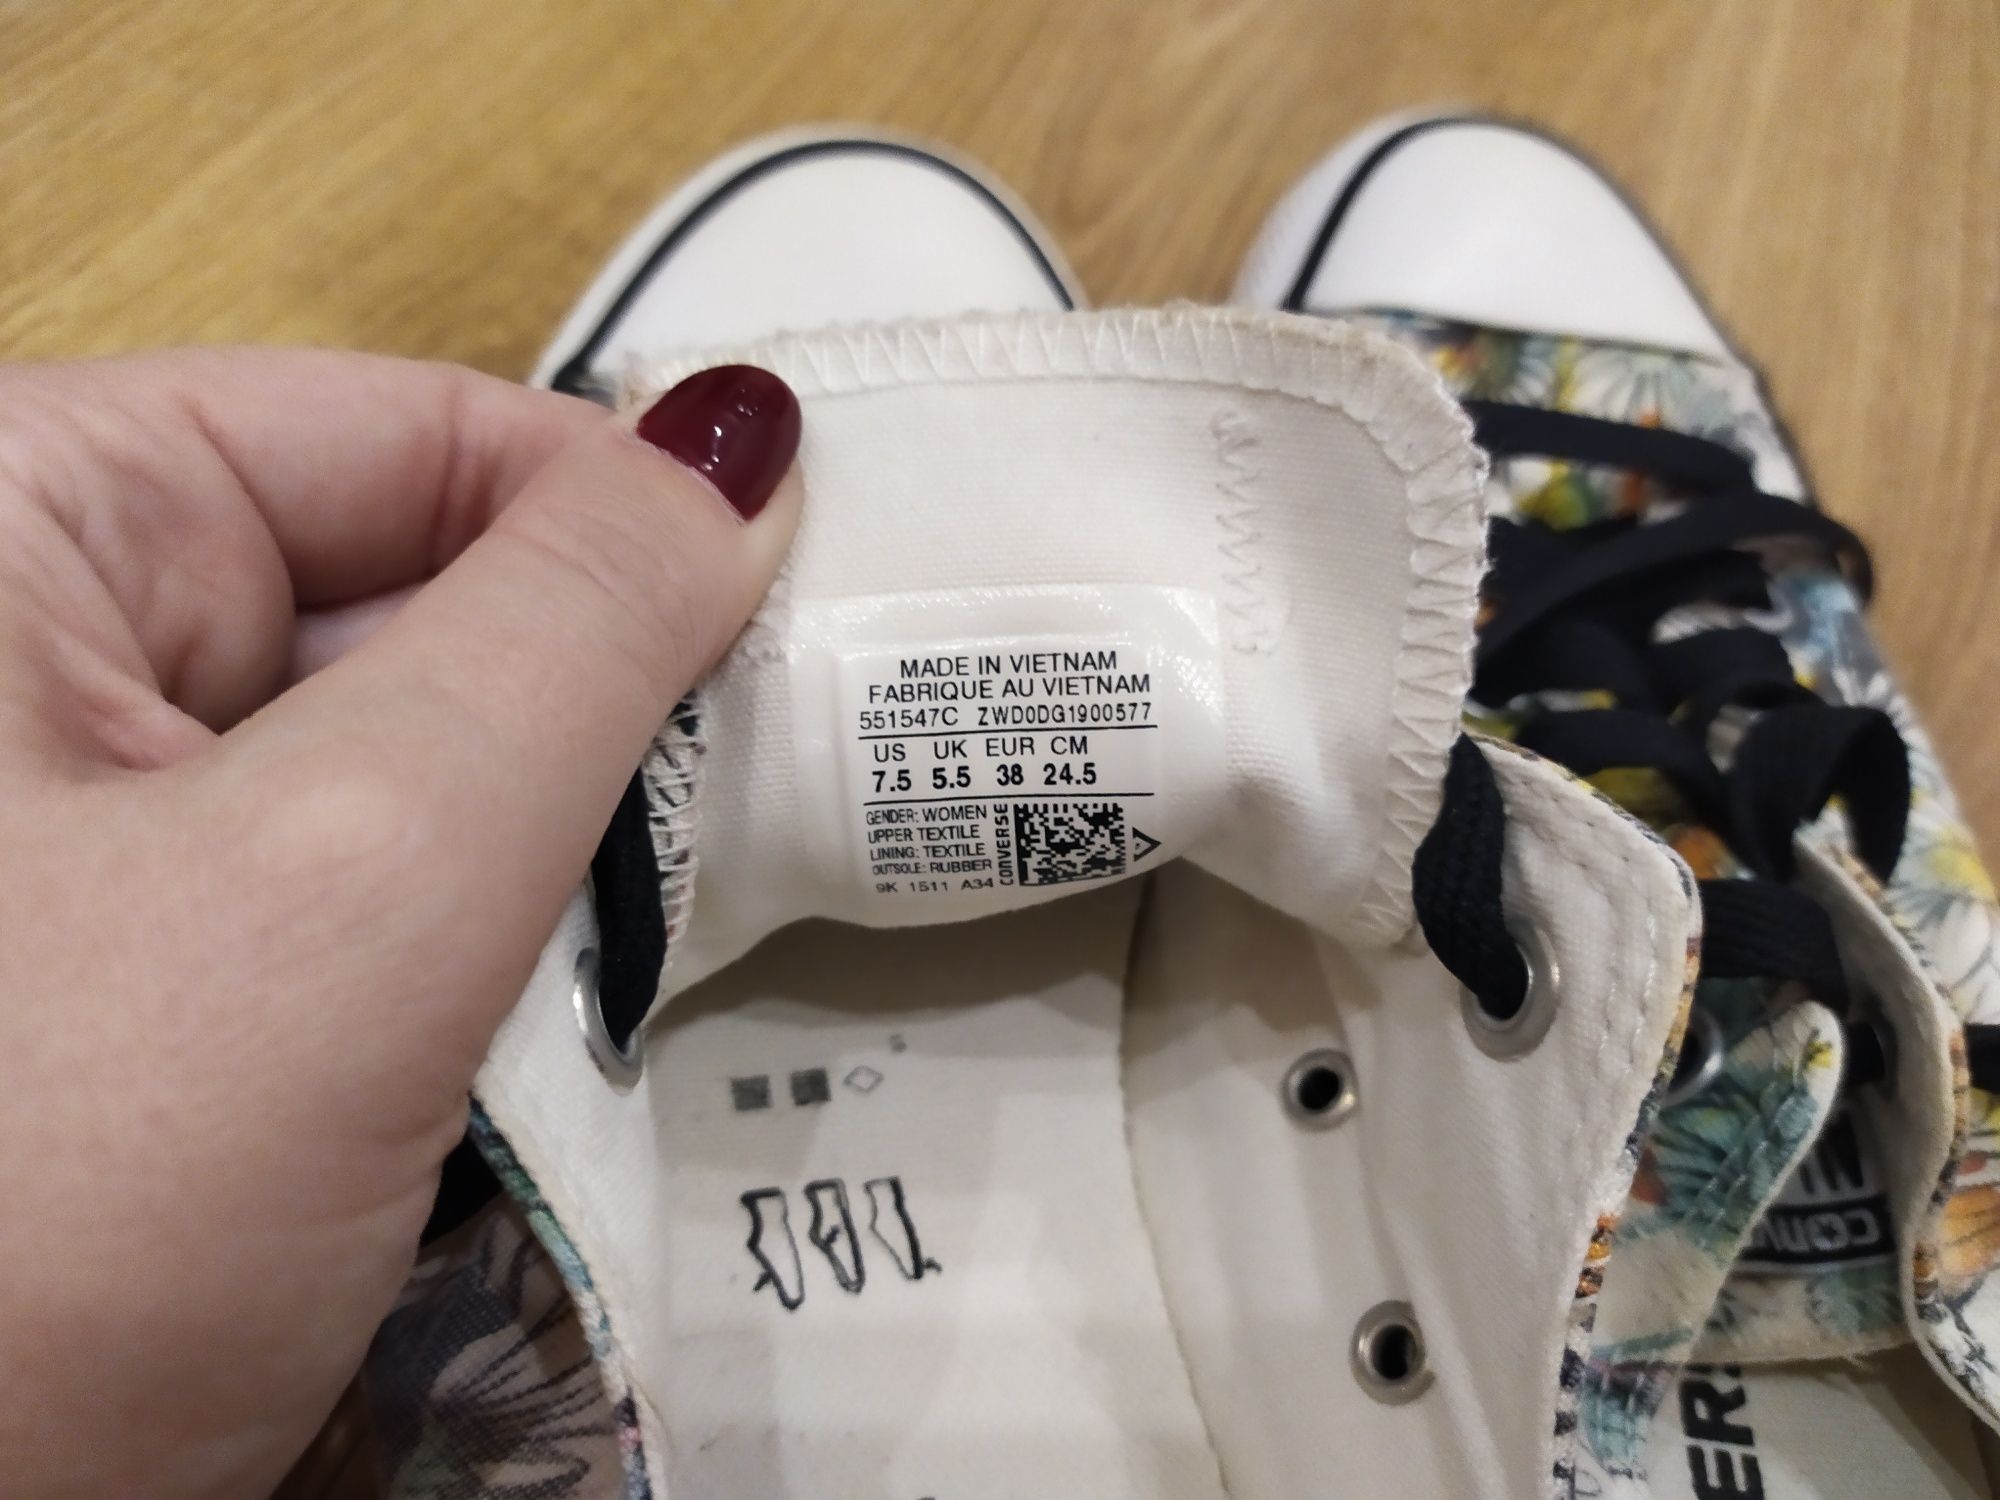 MADE IN VIETNAM
FABRIQUE AU VIETNAM
551547C ZWD0DG1900577
US UK EUR CM
7.5 5.5 38 24.5
GENDER: WOMEN
UPPER TEXTILE
LINING: TEXTILE
OUTSOLE: RUBBER
9K 1511 A34
CONVERSE